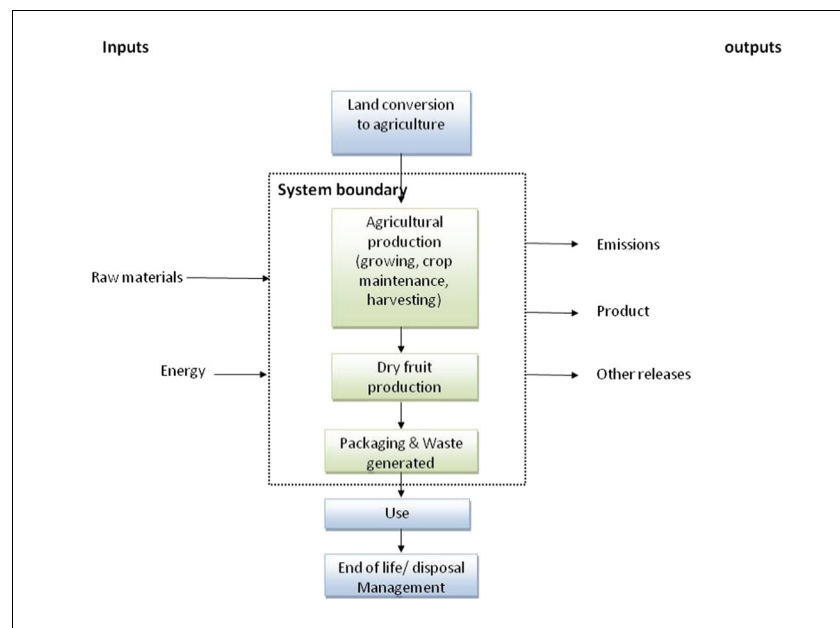 Inputs
outputs
Land conversion
to agriculture
System boundary
Agricultural
production
(growing, crop
maintenance,
harvesting)
Raw materials
Energy
Emissions
Product
Other releases
Dry fruit
production
Packaging & Waste
generated
Use
End of life/ disposal
Management